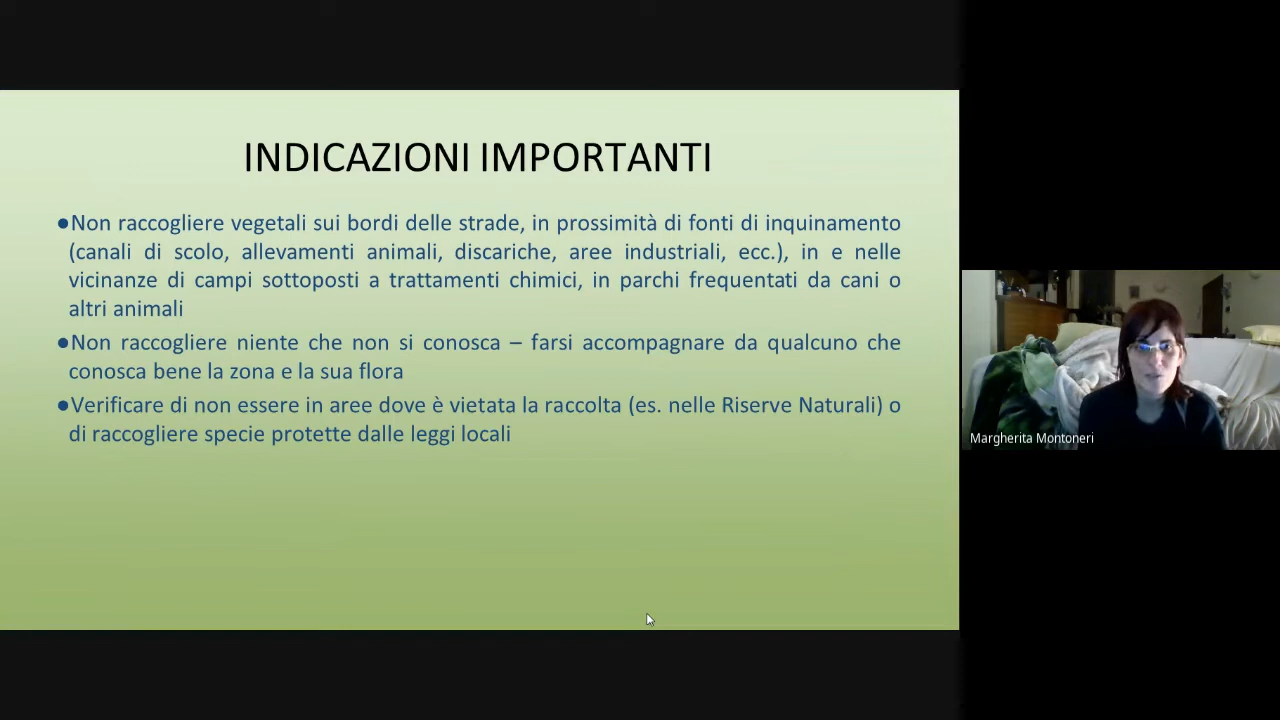 INDICAZIONI IMPORTANTI
●Non raccogliere vegetali sui bordi delle strade, in prossimità di fonti di inquinamento
(canali di scolo, allevamenti animali, discariche, aree industriali, ecc.), in e nelle
vicinanze di campi sottoposti a trattamenti chimici, in parchi frequentati da cani o
altri animali
●Non raccogliere niente che non si conosca – farsi accompagnare da qualcuno che
conosca bene la zona e la sua flora
●Verificare di non essere in aree dove è vietata la raccolta (es. nelle Riserve Naturali) o
di raccogliere specie protette dalle leggi locali
Margherita Montoneri